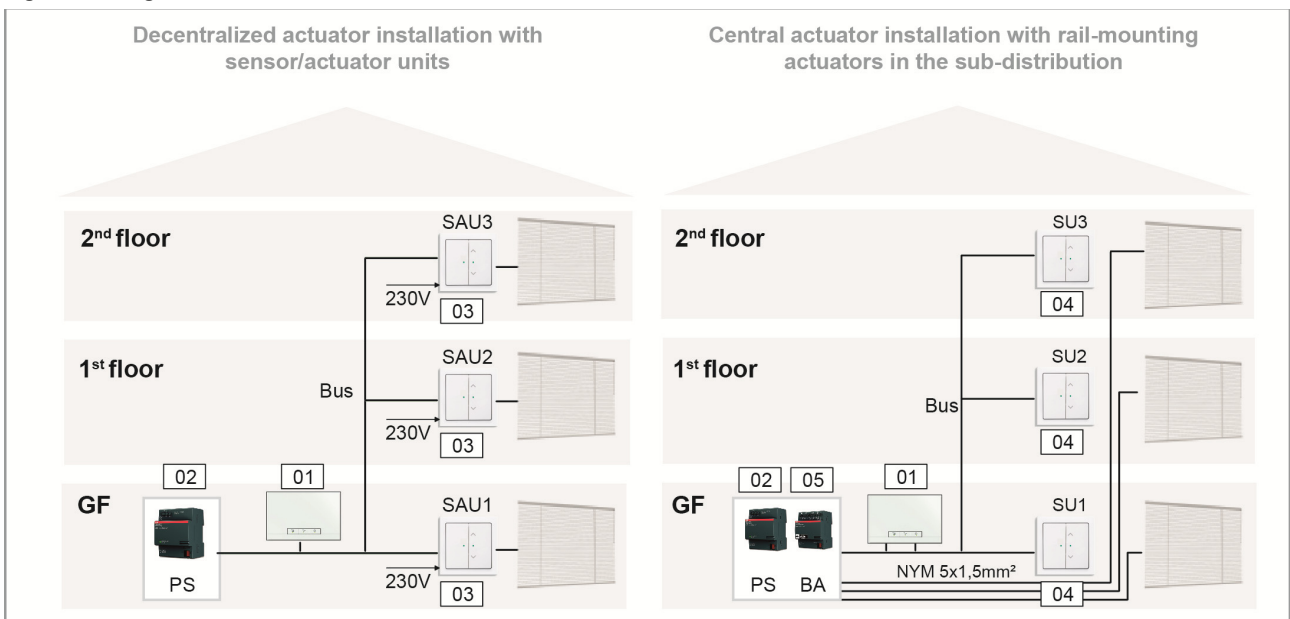 Decentralized actuator installation with
sensor/actuator units
2nd floor
SAU3
230V
03
1st floor
SAU2
Bus
230V
03
02
01
GF
SAU1
PS
230V
03
Central actuator installation with rail-mounting
actuators in the sub-distribution
2nd floor
SU3
04
1st floor
SU2
Bus
04
02
05
01
GF
SU1
NYM 5x1,5mm²
PS
BA
04